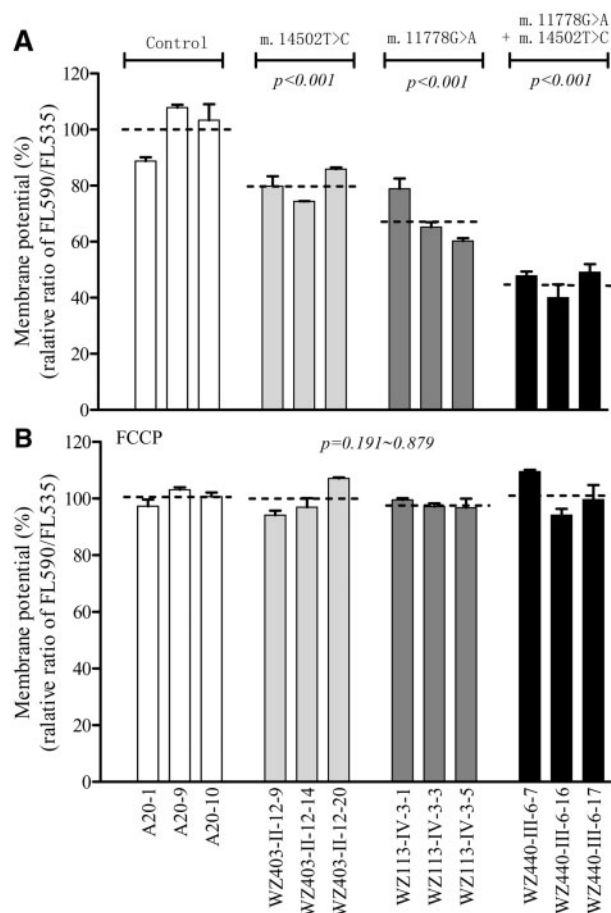 A
Control
m.14502T>C
m.11778G>A
m.11778G>A
+ m.14502T>C
p<0.001
p<0.001
p<0.001
Membrane potential (%)
(ralative ratio of FL590/FL535)
120
100
80
60
40
20
0
B
FCCP
p=0.191~0.879
Membrane potential (%)
(ralative ratio of FL590/FL535)
120
100
80
60
40
20
0
A20-1
A20-9
A20-10
WZ403-II-12-9
WZ403-II-12-14
WZ403-II-12-20
WZ113-IV-3-1
WZ113-IV-3-3
WZ113-IV-3-5
WZ440-III-6-7
WZ440-III-6-16
WZ440-III-6-17